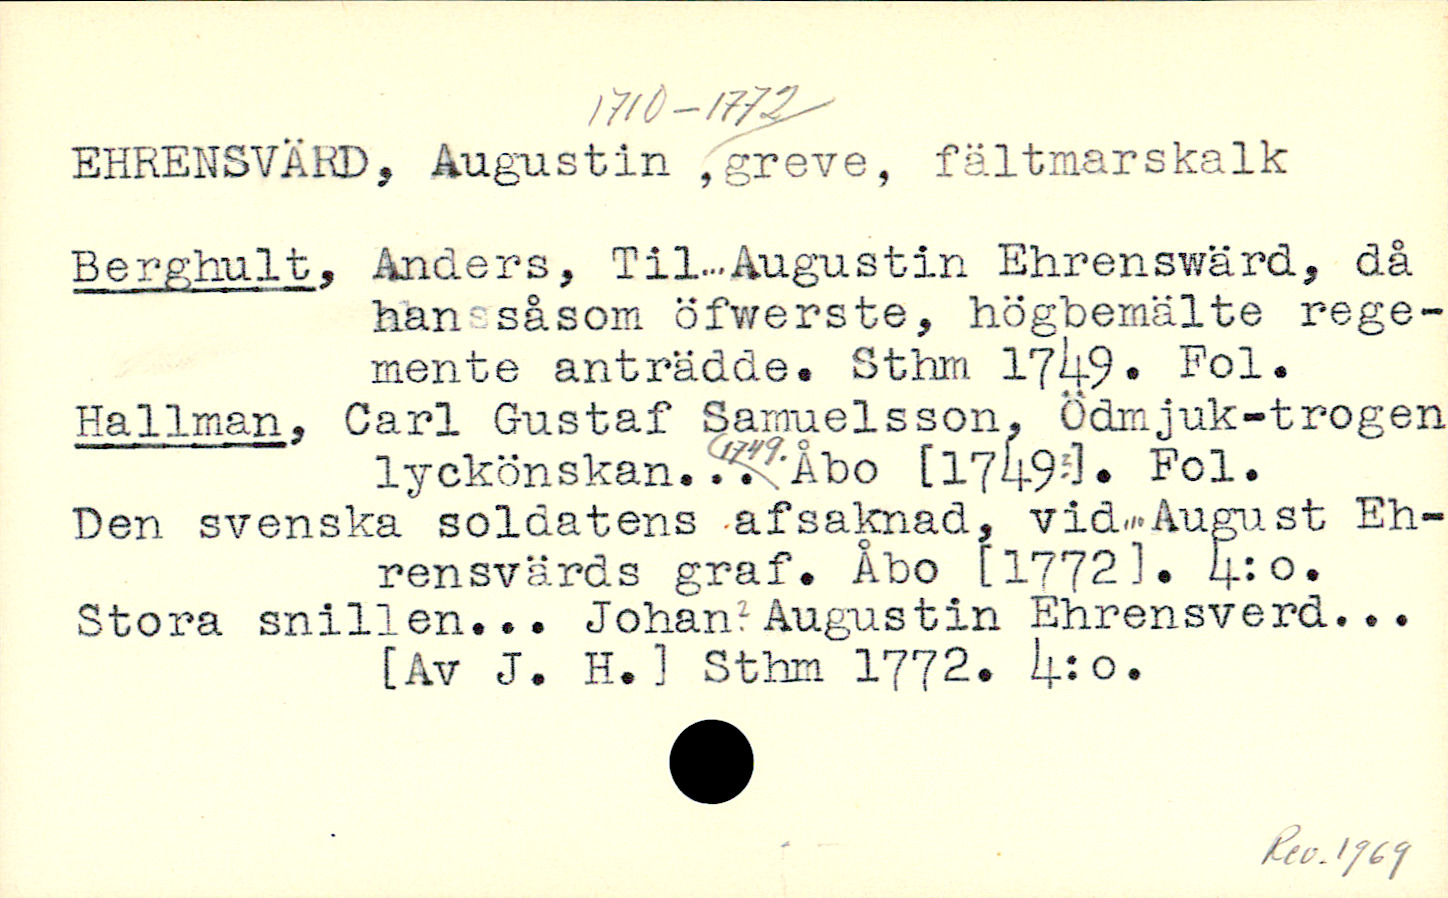 1710-1772
EHRENSVÄRD, Augustin , greve, fältmarskalk
Berghult, Anders, Til...Augustin Ehrenswärd, då
han såsom öfwerste, högbemälte rege-
mente anträdde. Sthm 1749. Fol.
Hallman, Carl Gustaf Samuelsson, Ödmjuk-trogen
lyckönskan... 1749. Åbo [1749?]. Fol.
Den svenska soldatens afsaknad, vid...August Eh-
rensvärds graf. Åbo [1772]. 4:o.
Stora snillen... Johan? Augustin Ehrensverd...
[Av J. H.] Sthm 1772. 4:o.
Rev. 1969